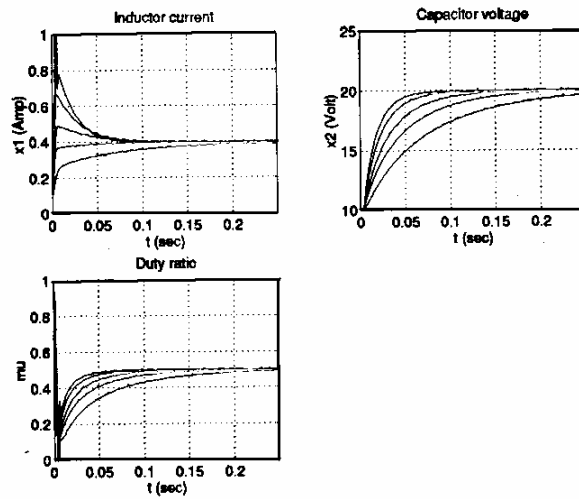 Inductor current
1
0.8
0.6
0.4
0.2
0
x1 (Amp)
0 0.05 0.1 0.15 0.2
t (sec)
Capacitor voltage
25
20
15
10
x2 (Volt)
0 0.05 0.1 0.15 0.2
t (sec)
Duty ratio
1
0.8
0.6
0.4
0.2
0
mu
0 0.05 0.1 0.15 0.2
t (sec)